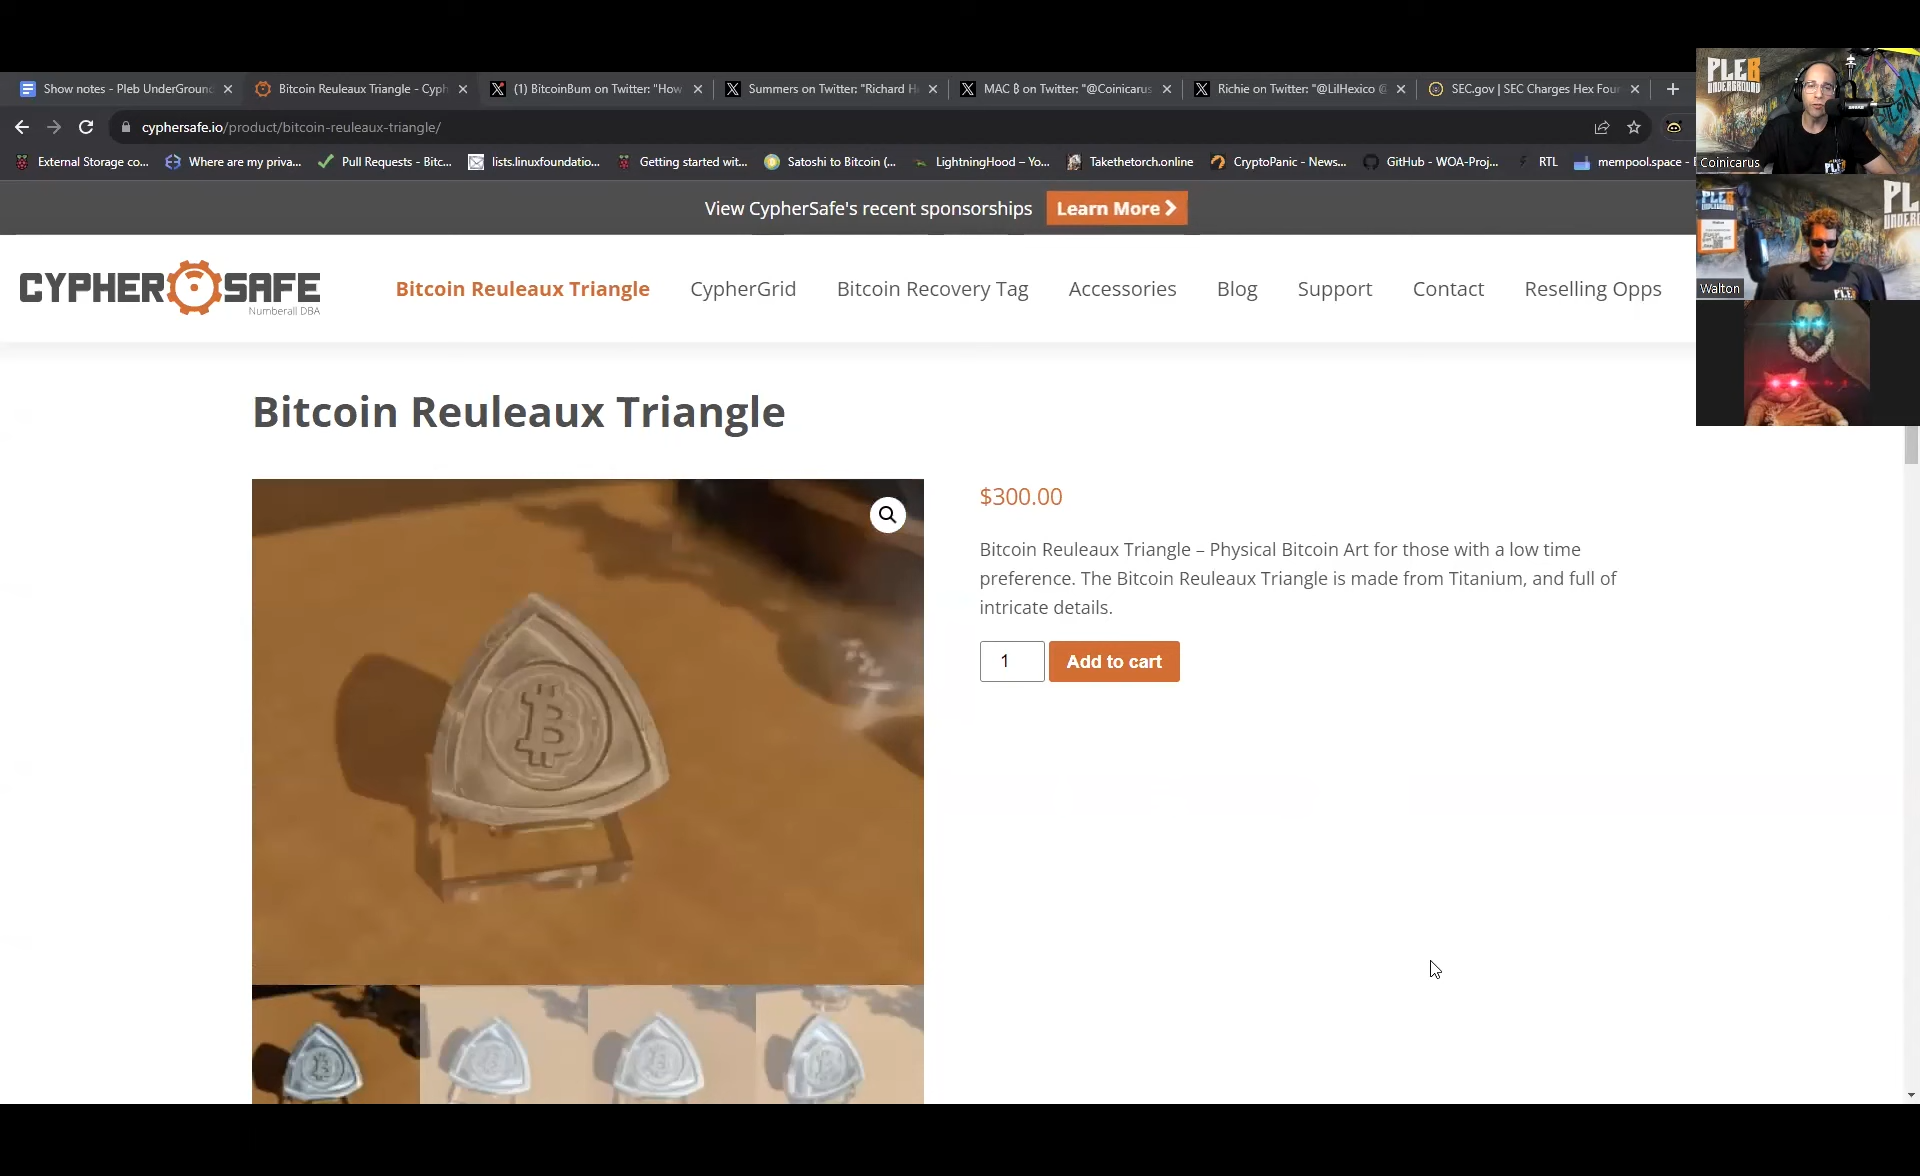 Show notes - Pleb UnderGroun
Bitcoin Reuleaux Triangle - Cyph
(1) BitcoinBum on Twitter: "How
Summers on Twitter: "Richard H
MAC ₿ on Twitter: "@Coinicarus
Richie on Twitter: "@LilHexico @
SEC.gov | SEC Charges Hex Foun
cyphersafe.io/product/bitcoin-reuleaux-triangle/
External Storage co...
Where are my priva...
Pull Requests - Bitc...
lists.linuxfoundatio...
Getting started wit...
Satoshi to Bitcoin (...
LightningHood – Yo...
Takethetorch.online
CryptoPanic - News...
GitHub - WOA-Proj...
RTL
mempool.space -
PLEB
UNDERGROUND
Coinicarus
Walton
View CypherSafe's recent sponsorships
Learn More
CYPHER SAFE
Numberall DBA
Bitcoin Reuleaux Triangle
CypherGrid
Bitcoin Recovery Tag
Accessories
Blog
Support
Contact
Reselling Opps
Bitcoin Reuleaux Triangle
$300.00
Bitcoin Reuleaux Triangle – Physical Bitcoin Art for those with a low time
preference. The Bitcoin Reuleaux Triangle is made from Titanium, and full of
intricate details.
1
Add to cart